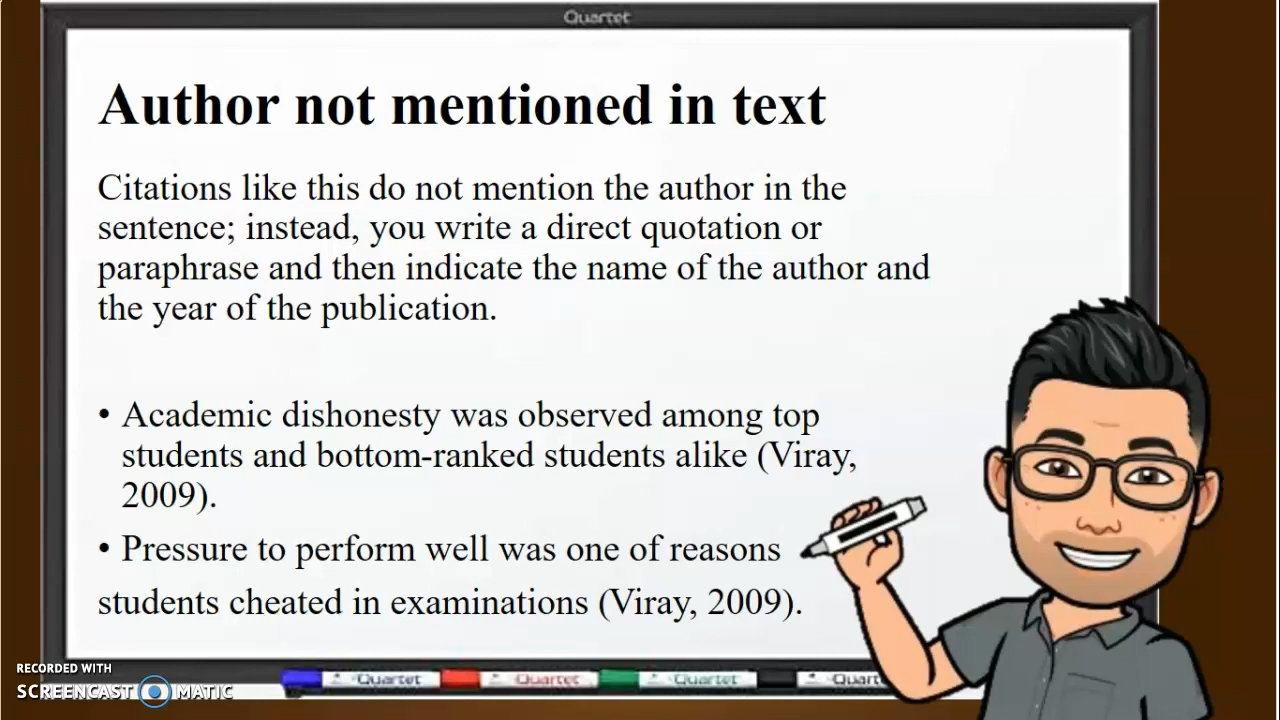 Quartet
Author not mentioned in text
Citations like this do not mention the author in the
sentence; instead, you write a direct quotation or
paraphrase and then indicate the name of the author and
the year of the publication.
• Academic dishonesty was observed among top
students and bottom-ranked students alike (Viray,
2009).
• Pressure to perform well was one of reasons
students cheated in examinations (Viray, 2009).
RECORDED WITH
SCREENCAST MATIC
Quartet Quartet Quartet Quart